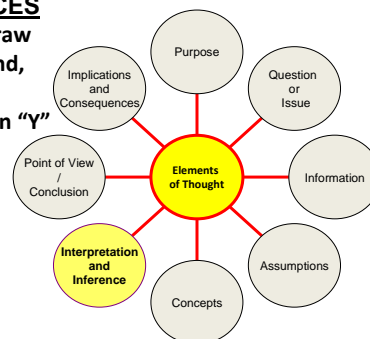 CES
raw
nd,
n “Y”
Purpose
Implications
and
Consequences
Question
or
Issue
Point of View
/
Conclusion
Elements
of Thought
Information
Interpretation
and
Inference
Assumptions
Concepts